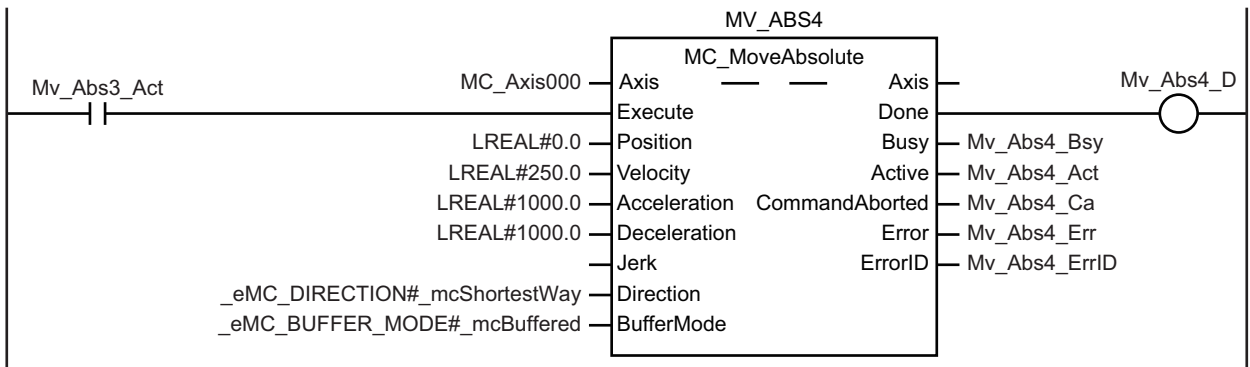 MV_ABS4
MC_MoveAbsolute
Mv_Abs3_Act
MC_Axis000 Axis Axis Mv_Abs4_D
Execute Done
LREAL#0.0 Position Busy Mv_Abs4_Bsy
LREAL#250.0 Velocity Active Mv_Abs4_Act
LREAL#1000.0 Acceleration CommandAborted Mv_Abs4_Ca
LREAL#1000.0 Deceleration Error Mv_Abs4_Err
Jerk ErrorID Mv_Abs4_ErrID
_eMC_DIRECTION#_mcShortestWay Direction
_eMC_BUFFER_MODE#_mcBuffered BufferMode